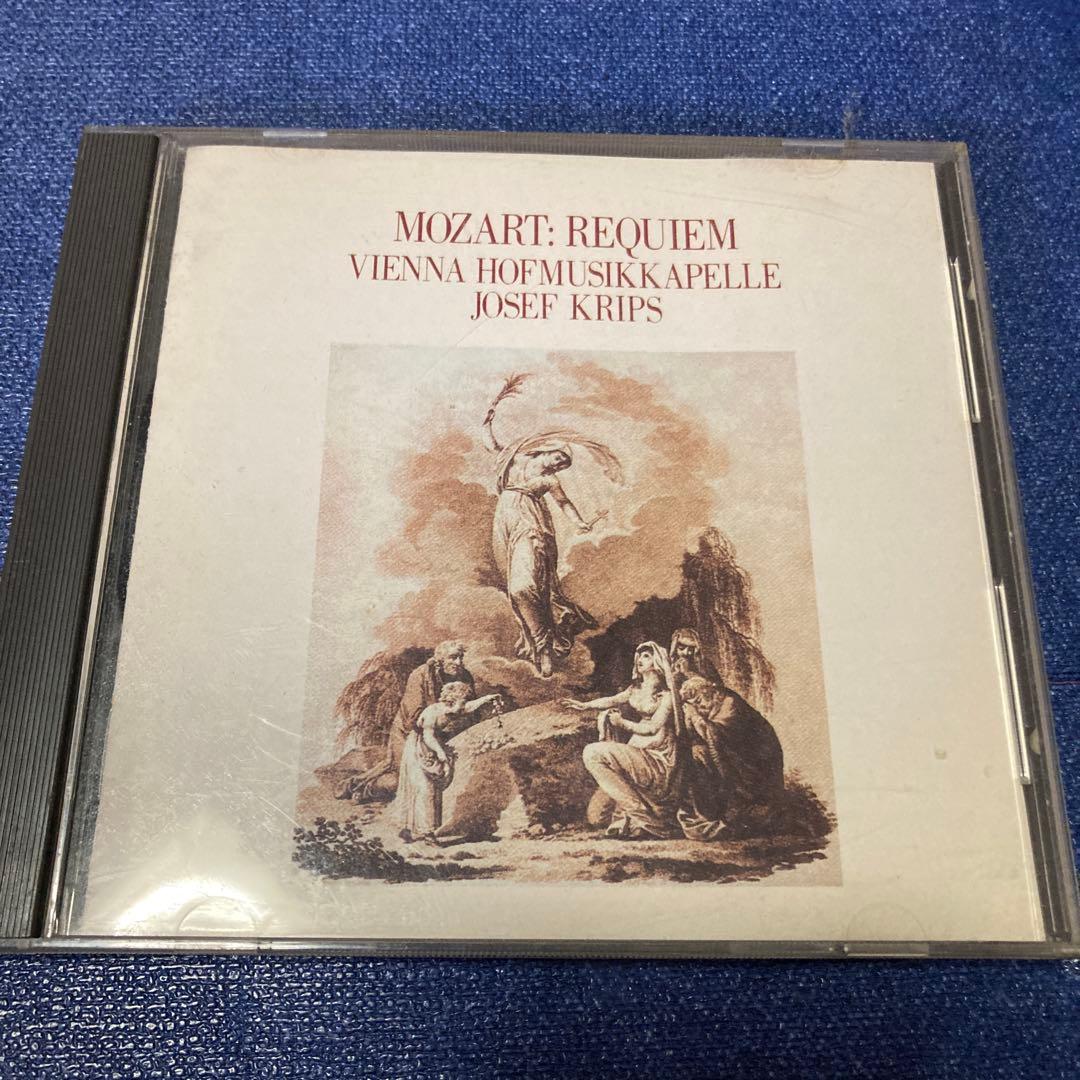 MOZART: REQUIEM
VIENNA HOFMUSIKKAPELLE
JOSEF KRIPS